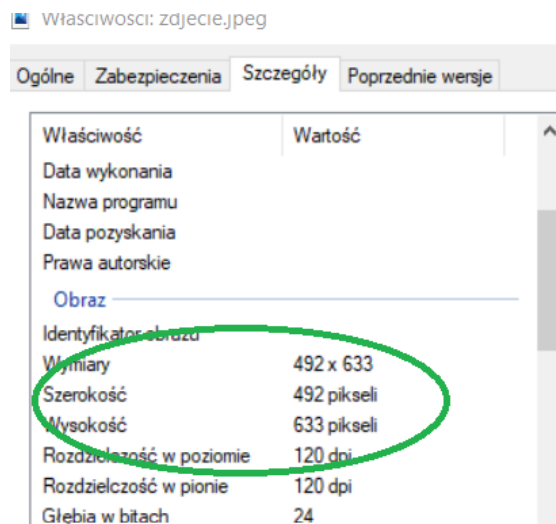 Właściwości: zdjecie.jpeg
Ogólne Zabezpieczenia Szczegóły Poprzednie wersje
Właściwość Wartość
Data wykonania
Nazwa programu
Data pozyskania
Prawa autorskie
Obraz
Identyfikator obrazu
Wymiary 492 x 633
Szerokość 492 pikseli
Wysokość 633 pikseli
Rozdzielczość w poziomie 120 dpi
Rozdzielczość w pionie 120 dpi
Głębia w bitach 24